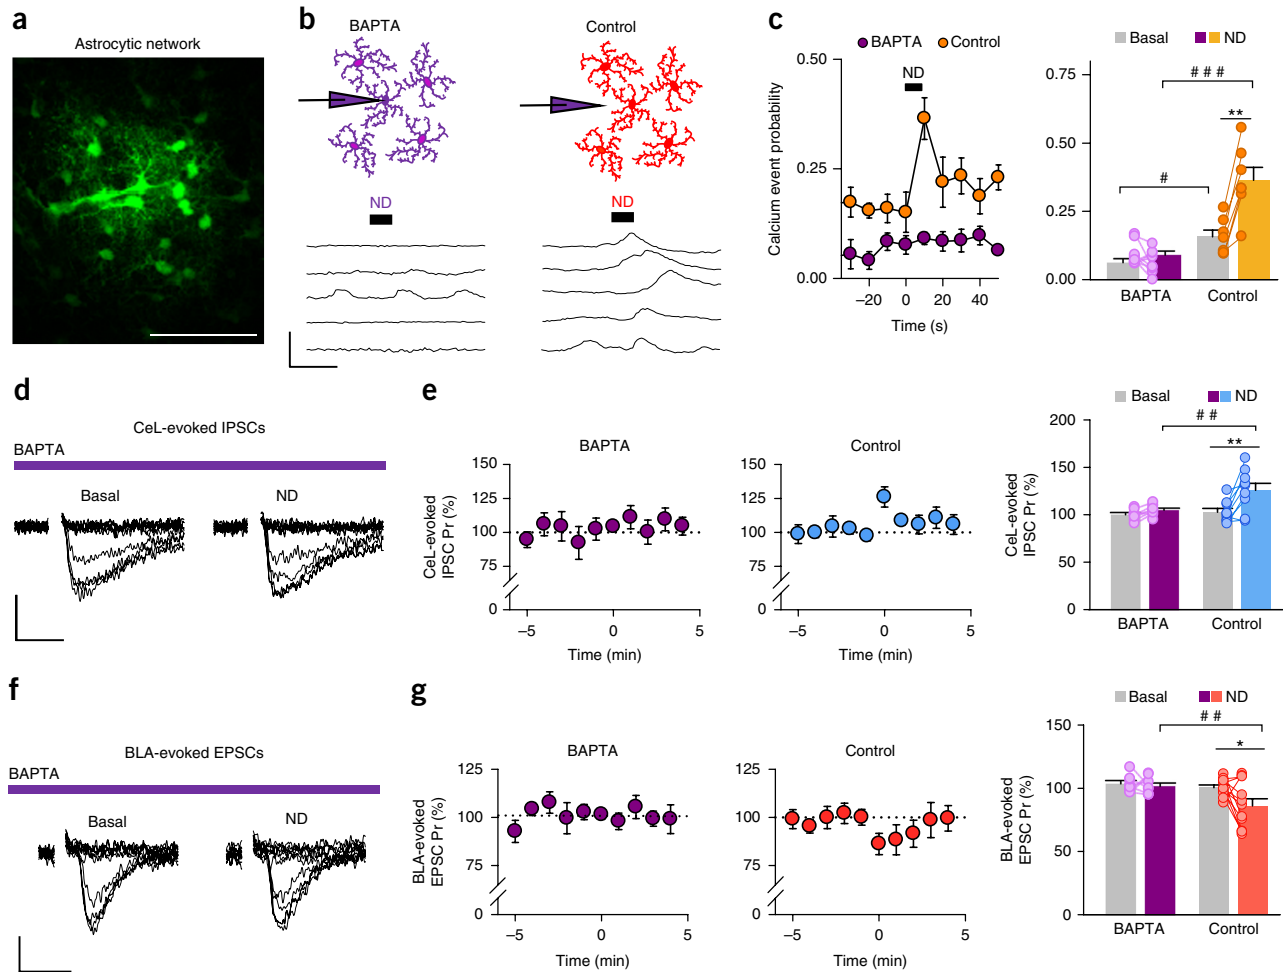 a
Astrocytic network
b
BAPTA
Control
ND
ND
c
BAPTA
Control
ND
Calcium event probability
0.50
0.25
0.00
–20
0
20
40
Time (s)
Basal
ND
# # #
**
#
0.75
0.50
0.25
0.00
BAPTA
Control
d
CeL-evoked IPSCs
BAPTA
Basal
ND
e
BAPTA
CeL-evoked
IPSC Pr (%)
150
125
100
75
0
–5
0
5
Time (min)
Control
150
125
100
75
0
–5
0
5
Time (min)
Basal
ND
# #
**
CeL-evoked
IPSC Pr (%)
200
150
100
50
0
BAPTA
Control
f
BLA-evoked EPSCs
BAPTA
Basal
ND
g
BAPTA
BLA-evoked
EPSC Pr (%)
125
100
75
0
–5
0
5
Time (min)
Control
125
100
75
0
–5
0
5
Time (min)
Basal
ND
# #
*
BLA-evoked
EPSC Pr (%)
150
100
50
0
BAPTA
Control